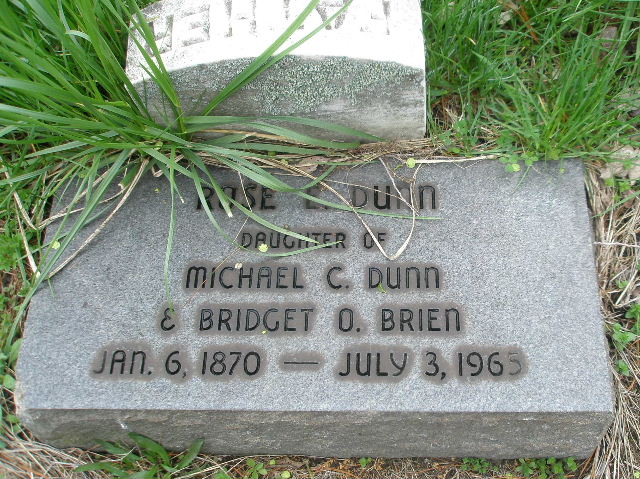 ROSE L. DUNN
DAUGHTER OF
MICHAEL C. DUNN
& BRIDGET O. BRIEN
JAN. 6, 1870 — JULY 3, 1965